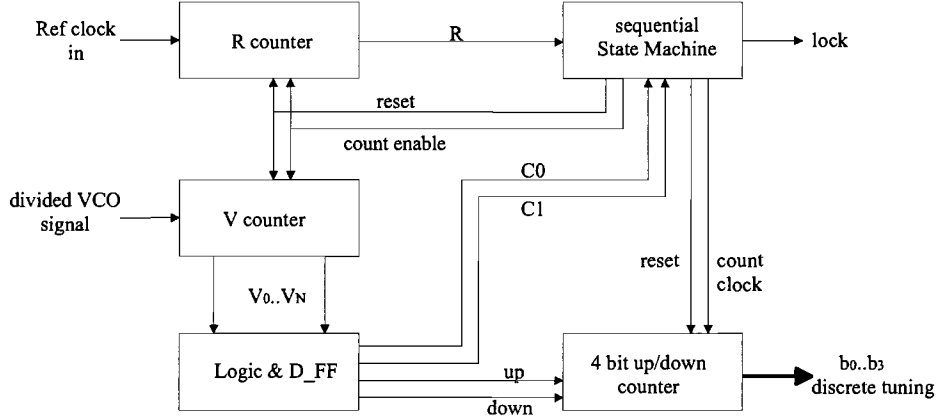 Ref clock
in
R counter
R
sequential
State Machine
lock
reset
count enable
C0
C1
divided VCO
signal
V counter
V0..VN
reset
count
clock
Logic & D_FF
up
down
4 bit up/down
counter
b0..b3
discrete tuning